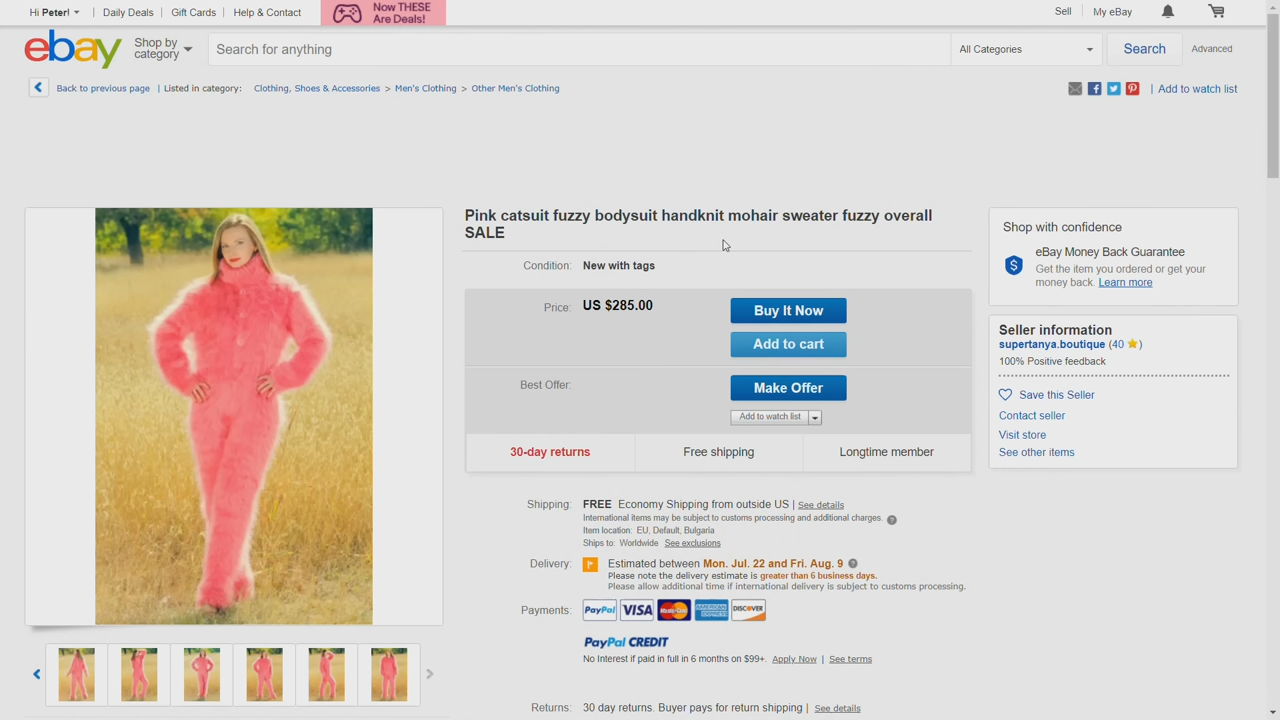 Hi Peter!
Daily Deals
Gift Cards
Help & Contact
Now THESE
Are Deals!
Sell
My eBay
ebay
Shop by
category
Search for anything
All Categories
Search
Advanced
Back to previous page | Listed in category: Clothing, Shoes & Accessories > Men's Clothing > Other Men's Clothing
| Add to watch list
Pink catsuit fuzzy bodysuit handknit mohair sweater fuzzy overall
SALE
Condition: New with tags
Price: US $285.00
Buy It Now
Add to cart
Best Offer:
Make Offer
Add to watch list
30-day returns
Free shipping
Longtime member
Shipping: FREE Economy Shipping from outside US | See details
International items may be subject to customs processing and additional charges.
Item location: EU, Default, Bulgaria
Ships to: Worldwide See exclusions
Delivery: Estimated between Mon. Jul. 22 and Fri. Aug. 9
Please note the delivery estimate is greater than 6 business days.
Please allow additional time if international delivery is subject to customs processing.
Payments: PayPal VISA MasterCard AMERICAN EXPRESS DISCOVER
PayPal CREDIT
No Interest if paid in full in 6 months on $99+. Apply Now | See terms
Returns: 30 day returns. Buyer pays for return shipping | See details
Shop with confidence
eBay Money Back Guarantee
Get the item you ordered or get your
money back. Learn more
Seller information
supertanya.boutique (40)
100% Positive feedback
Save this Seller
Contact seller
Visit store
See other items